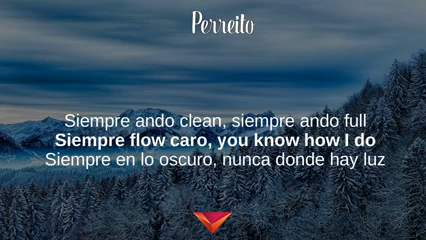 Perreito
Siempre ando clean, siempre ando full
Siempre flow caro, you know how I do
Siempre en lo oscuro, nunca donde hay luz